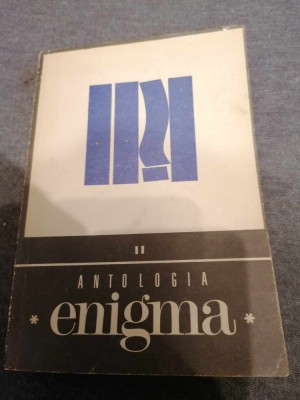 II
ANTOLOGIA
* enigma *